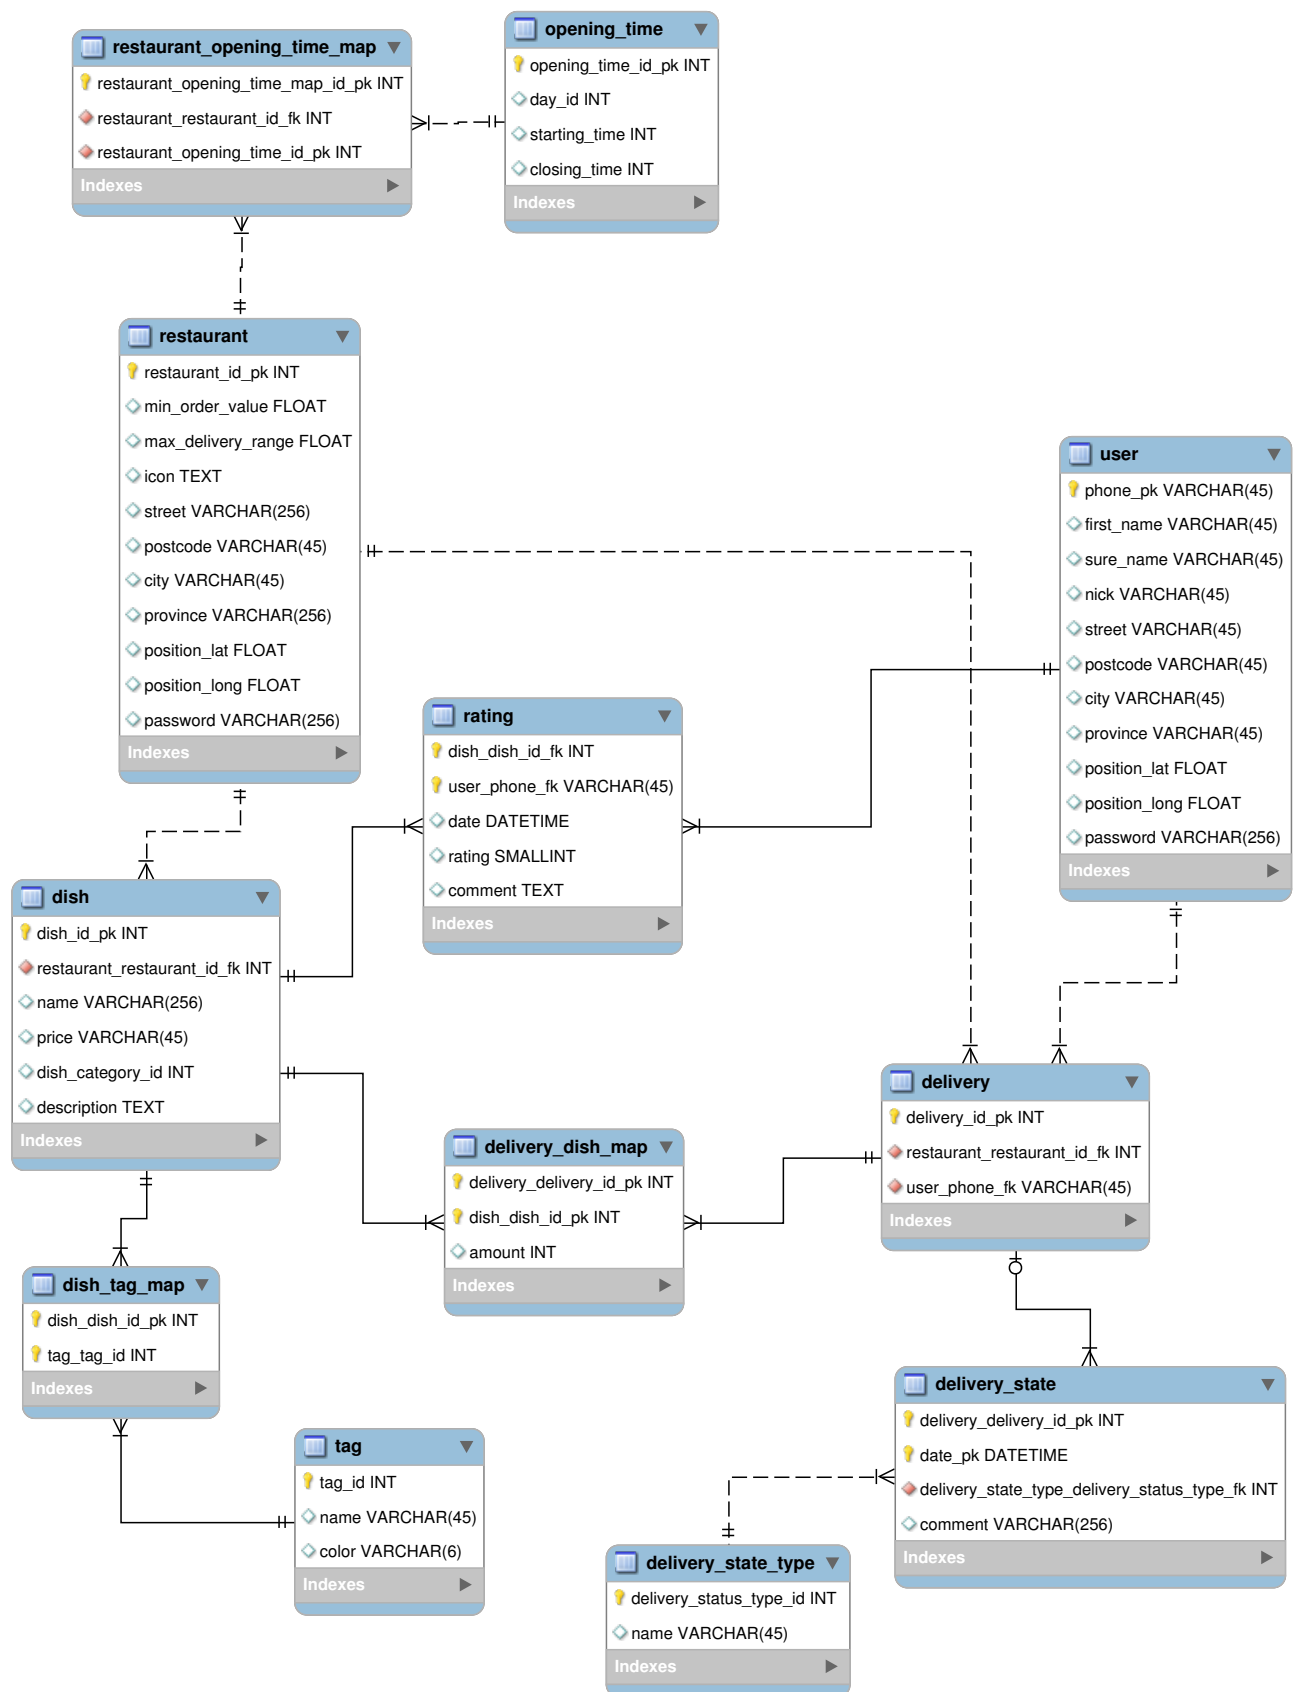 restaurant_opening_time_map
restaurant_opening_time_map_id_pk INT
restaurant_restaurant_id_fk INT
restaurant_opening_time_id_pk INT
Indexes
opening_time
opening_time_id_pk INT
day_id INT
starting_time INT
closing_time INT
Indexes
restaurant
restaurant_id_pk INT
min_order_value FLOAT
max_delivery_range FLOAT
icon TEXT
street VARCHAR(256)
postcode VARCHAR(45)
city VARCHAR(45)
province VARCHAR(256)
position_lat FLOAT
position_long FLOAT
password VARCHAR(256)
Indexes
user
phone_pk VARCHAR(45)
first_name VARCHAR(45)
sure_name VARCHAR(45)
nick VARCHAR(45)
street VARCHAR(45)
postcode VARCHAR(45)
city VARCHAR(45)
province VARCHAR(45)
position_lat FLOAT
position_long FLOAT
password VARCHAR(256)
Indexes
rating
dish_dish_id_fk INT
user_phone_fk VARCHAR(45)
date DATETIME
rating SMALLINT
comment TEXT
Indexes
dish
dish_id_pk INT
restaurant_restaurant_id_fk INT
name VARCHAR(256)
price VARCHAR(45)
dish_category_id INT
description TEXT
Indexes
delivery
delivery_id_pk INT
restaurant_restaurant_id_fk INT
user_phone_fk VARCHAR(45)
Indexes
delivery_dish_map
delivery_delivery_id_pk INT
dish_dish_id_pk INT
amount INT
Indexes
dish_tag_map
dish_dish_id_pk INT
tag_tag_id INT
Indexes
delivery_state
delivery_delivery_id_pk INT
date_pk DATETIME
delivery_state_type_delivery_status_type_fk INT
comment VARCHAR(256)
Indexes
tag
tag_id INT
name VARCHAR(45)
color VARCHAR(6)
Indexes
delivery_state_type
delivery_status_type_id INT
name VARCHAR(45)
Indexes